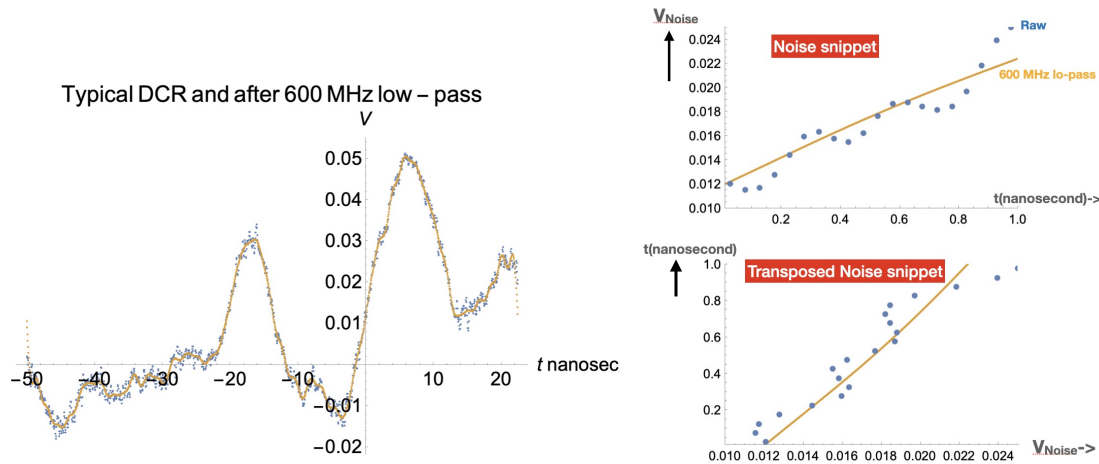 Typical DCR and after 600 MHz low – pass
V
0.05
0.04
0.03
0.02
0.01
−50 −40 −30 −20 −10 10 20
t nanosec
−0.01
−0.02
VNoise
Noise snippet
Raw
600 MHz lo-pass
0.024
0.022
0.020
0.018
0.016
0.014
0.012
0.010
0.2 0.4 0.6 0.8 1.0
t(nanosecond)->
t(nanosecond)
Transposed Noise snippet
1.0
0.8
0.6
0.4
0.2
0.010 0.012 0.014 0.016 0.018 0.020 0.022 0.024
VNoise->